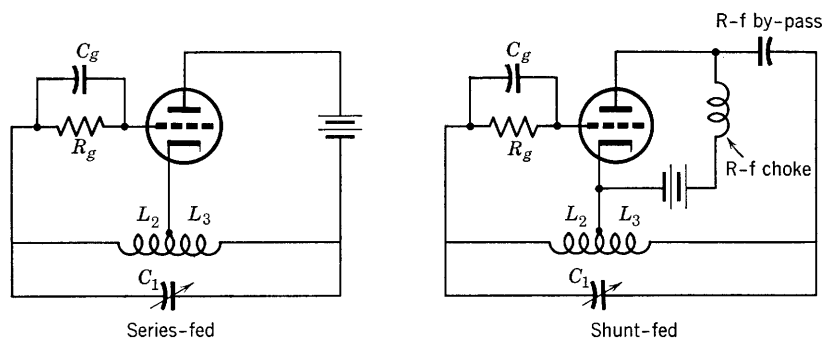 C_g
R_g
L_2 L_3
C_1
Series-fed
R-f by-pass
C_g
R_g
R-f choke
L_2 L_3
C_1
Shunt-fed